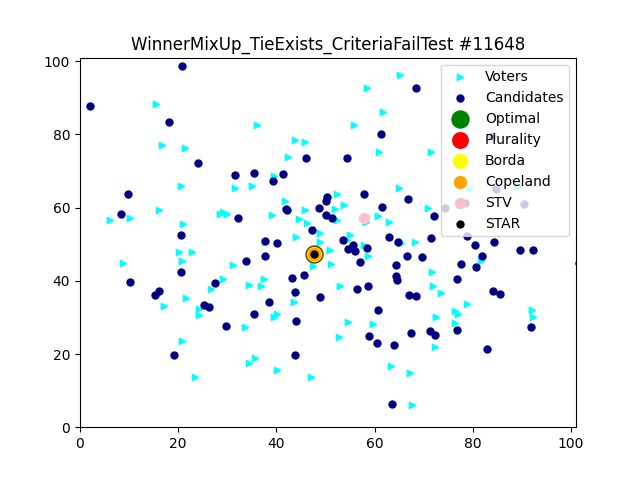 WinnerMixUp_TieExists_CriteriaFailTest #11648
100
80
60
40
20
0
0
20
40
60
80
100
Voters
Candidates
Optimal
Plurality
Borda
Copeland
STV
STAR